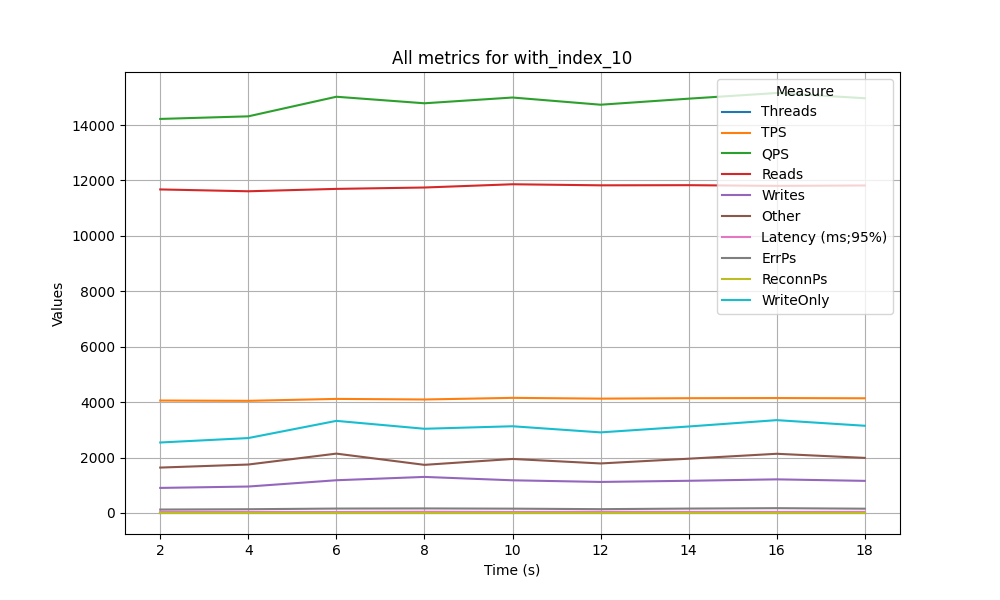 All metrics for with_index_10
Measure
Threads
TPS
QPS
Reads
Writes
Other
Latency (ms;95%)
ErrPs
ReconnPs
WriteOnly
Values
14000
12000
10000
8000
6000
4000
2000
0
2 4 6 8 10 12 14 16 18
Time (s)